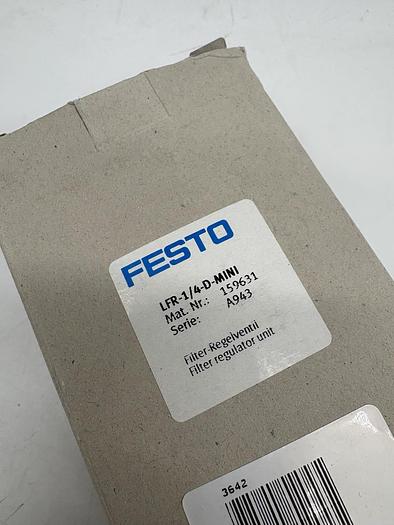 FESTO
LFR-1/4-D-MINI
Mat. Nr.: 159631
Serie: A943
Filter-Regelventil
Filter regulator unit
3642